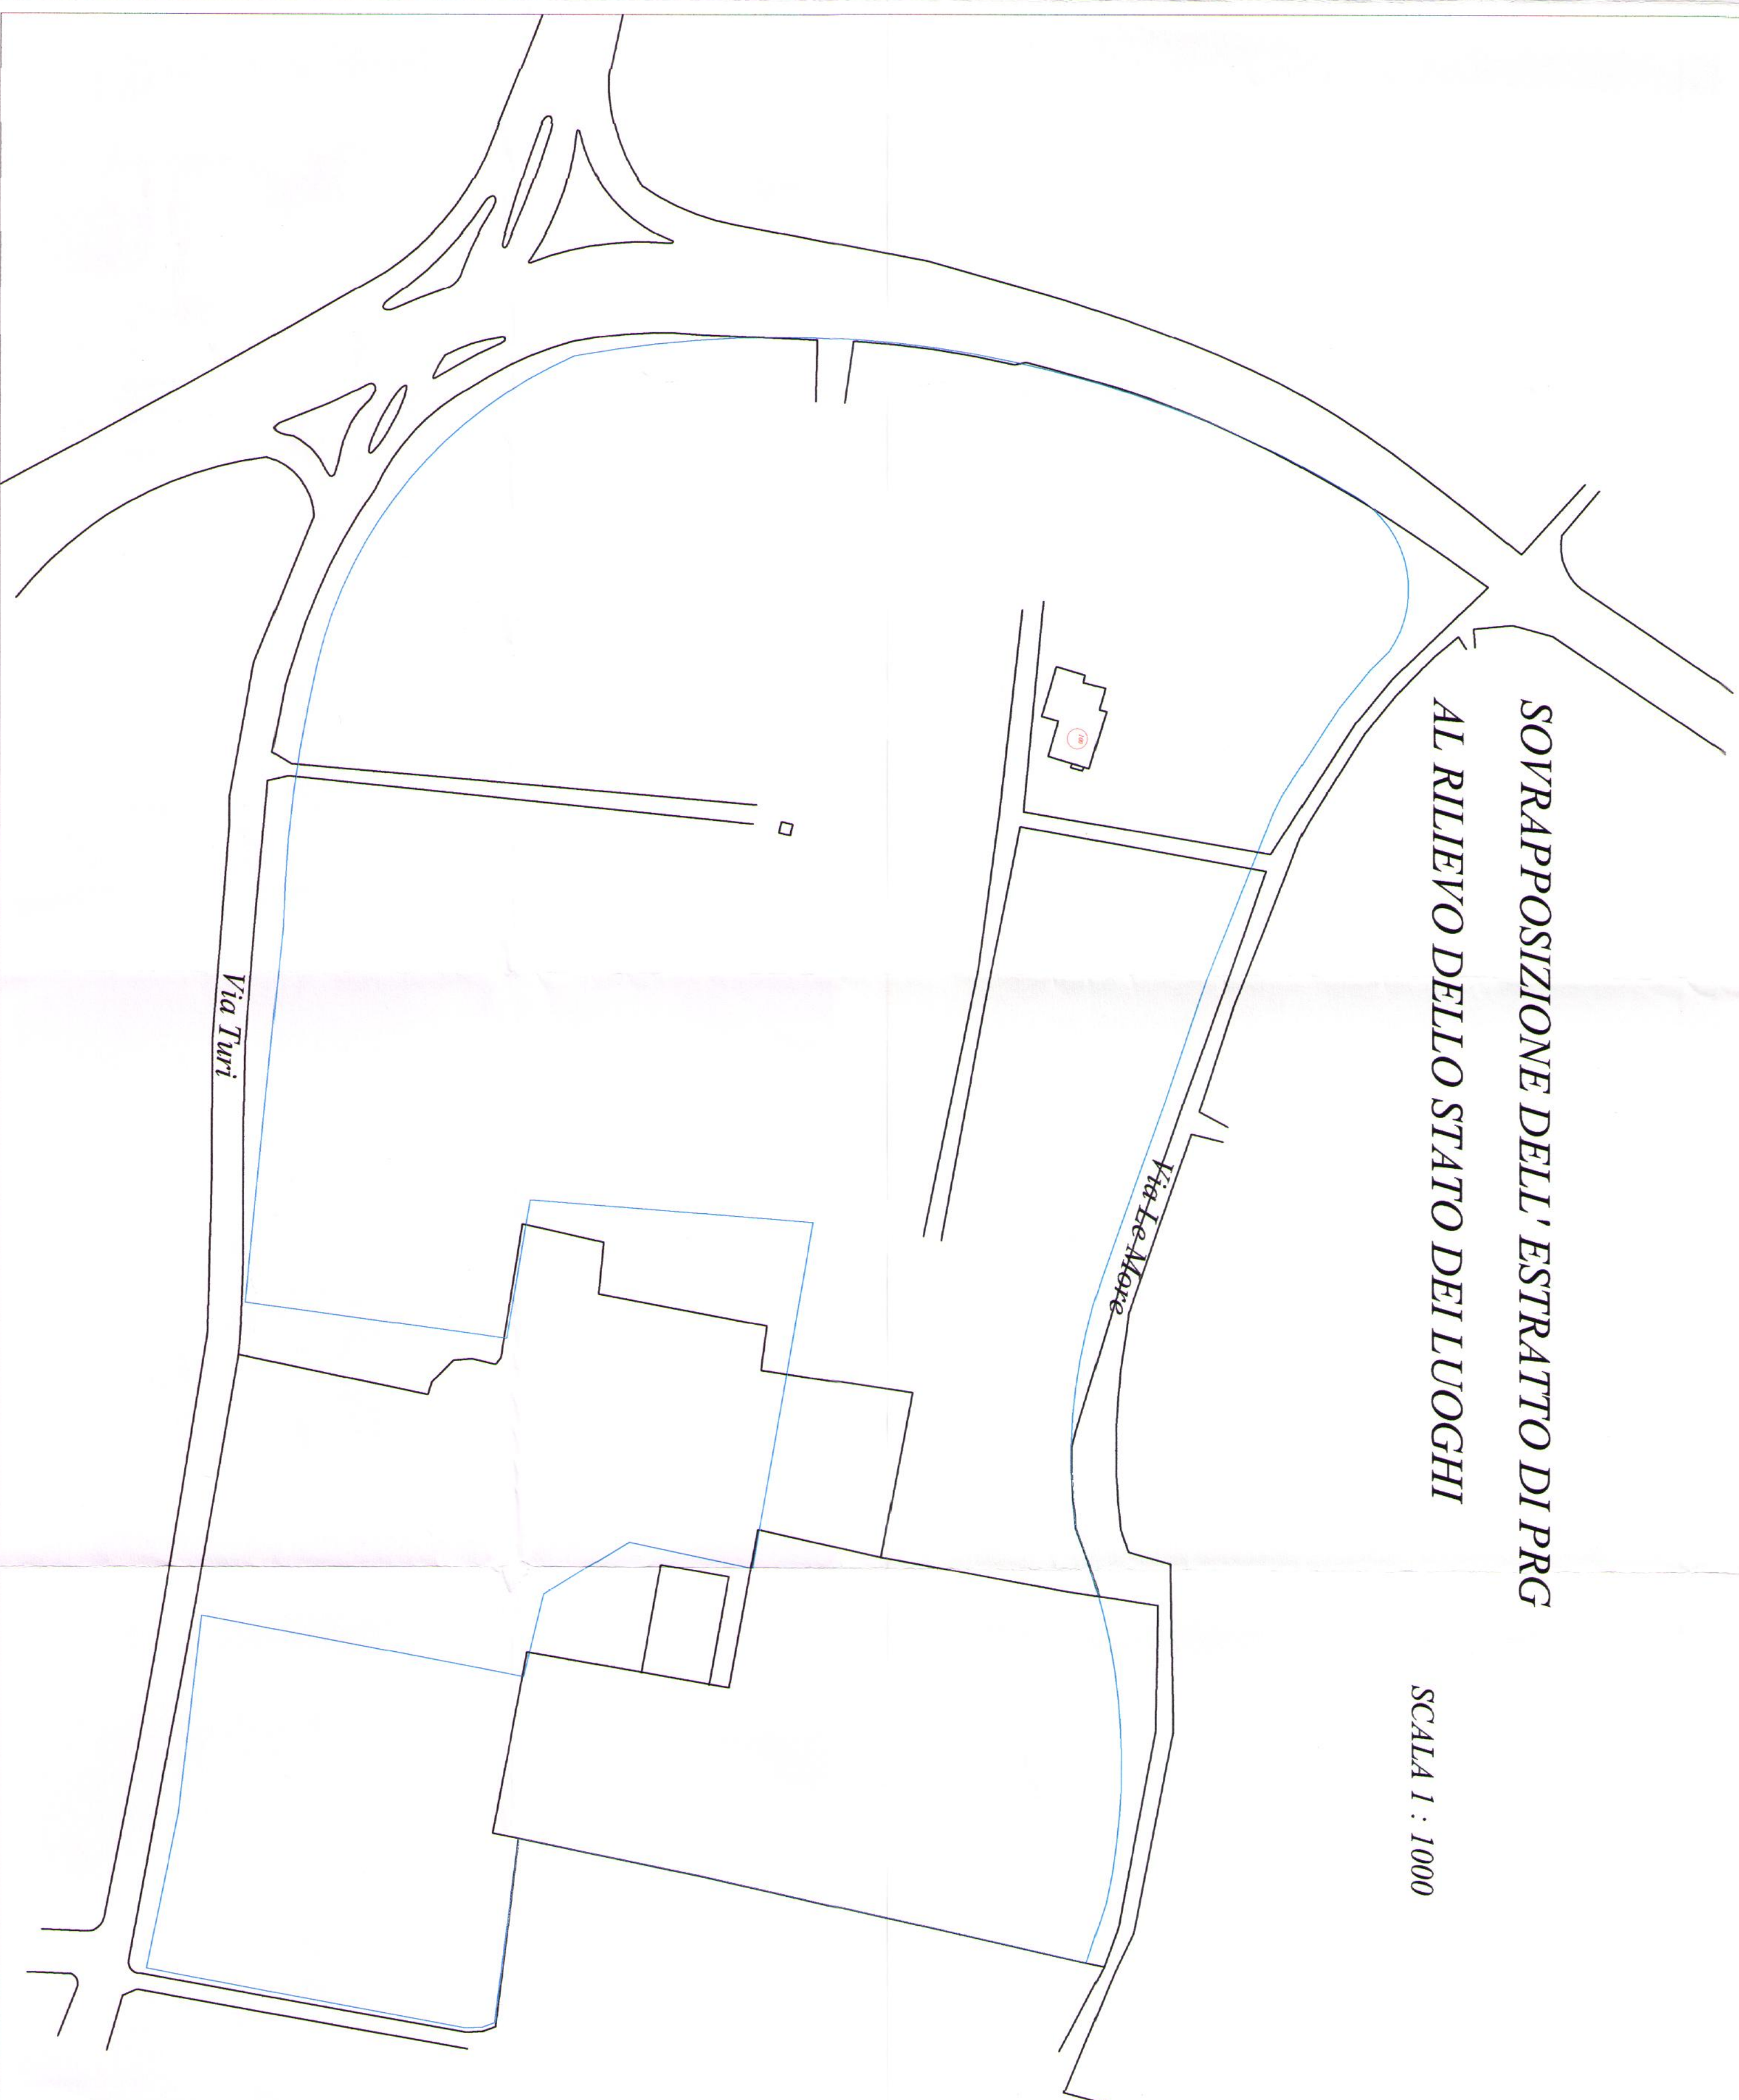 SOVRAPPOSIZIONE DELL' ESTRATTO DI PRG
AL RILIEVO DELLO STATO DEI LUOGHI
SCALA 1 : 1000
Via Le More
Via Turi